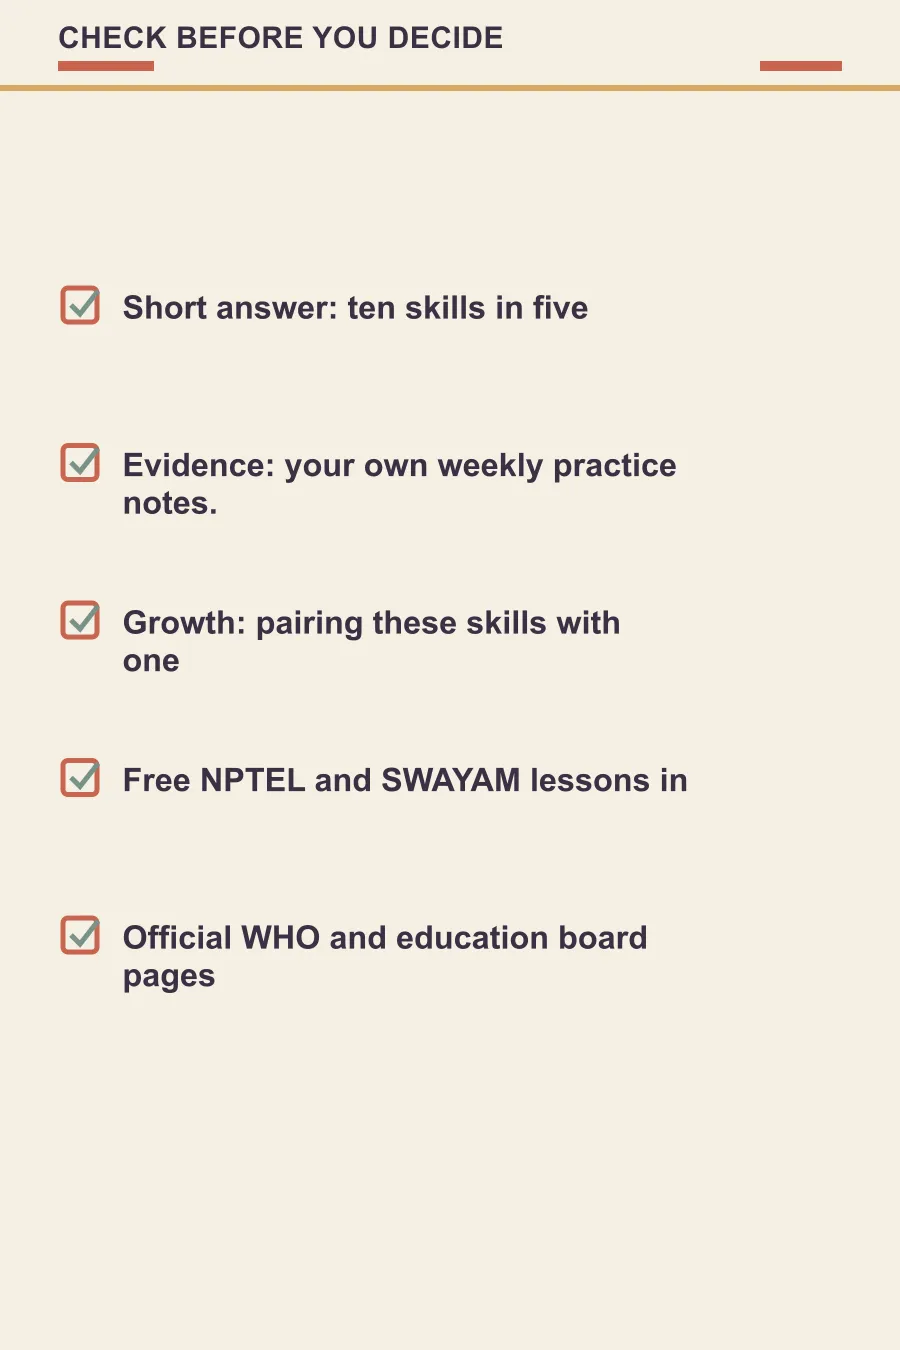 CHECK BEFORE YOU DECIDE
Short answer: ten skills in five
Evidence: your own weekly practice
notes.
Growth: pairing these skills with
one
Free NPTEL and SWAYAM lessons in
Official WHO and education board
pages